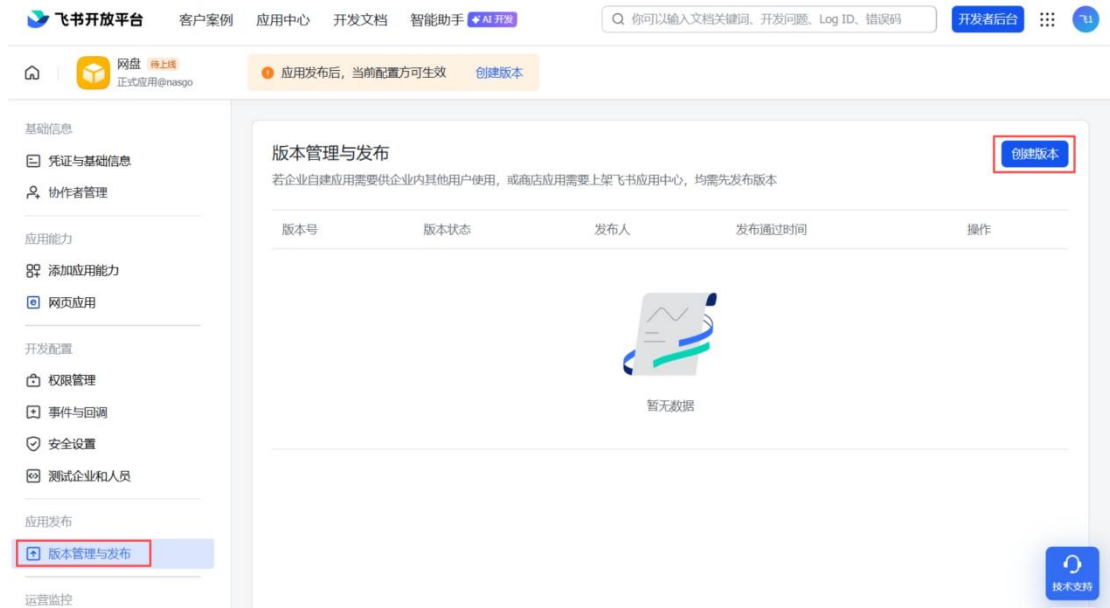 飞书开放平台 客户案例 应用中心 开发文档 智能助手 AI 开发 你可以输入文档关键词、开发问题、Log ID、错误码 开发者后台 飞1
网盘 待上线
正式应用@nasgo
应用发布后，当前配置方可生效 创建版本
基础信息
凭证与基础信息
协作者管理
应用能力
添加应用能力
网页应用
开发配置
权限管理
事件与回调
安全设置
测试企业和人员
应用发布
版本管理与发布
运营监控
版本管理与发布
创建版本
若企业自建应用需要供企业内其他用户使用，或商店应用需要上架飞书应用中心，均需先发布版本
版本号 版本状态 发布人 发布通过时间 操作
暂无数据
技术支持